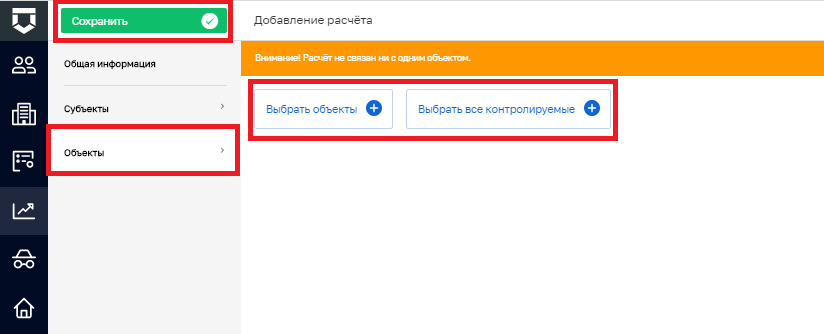 Сохранить
Добавление расчёта
Общая информация
Внимание! Расчёт не связан ни с одним объектом.
Субъекты
Выбрать объекты
Выбрать все контролируемые
Объекты